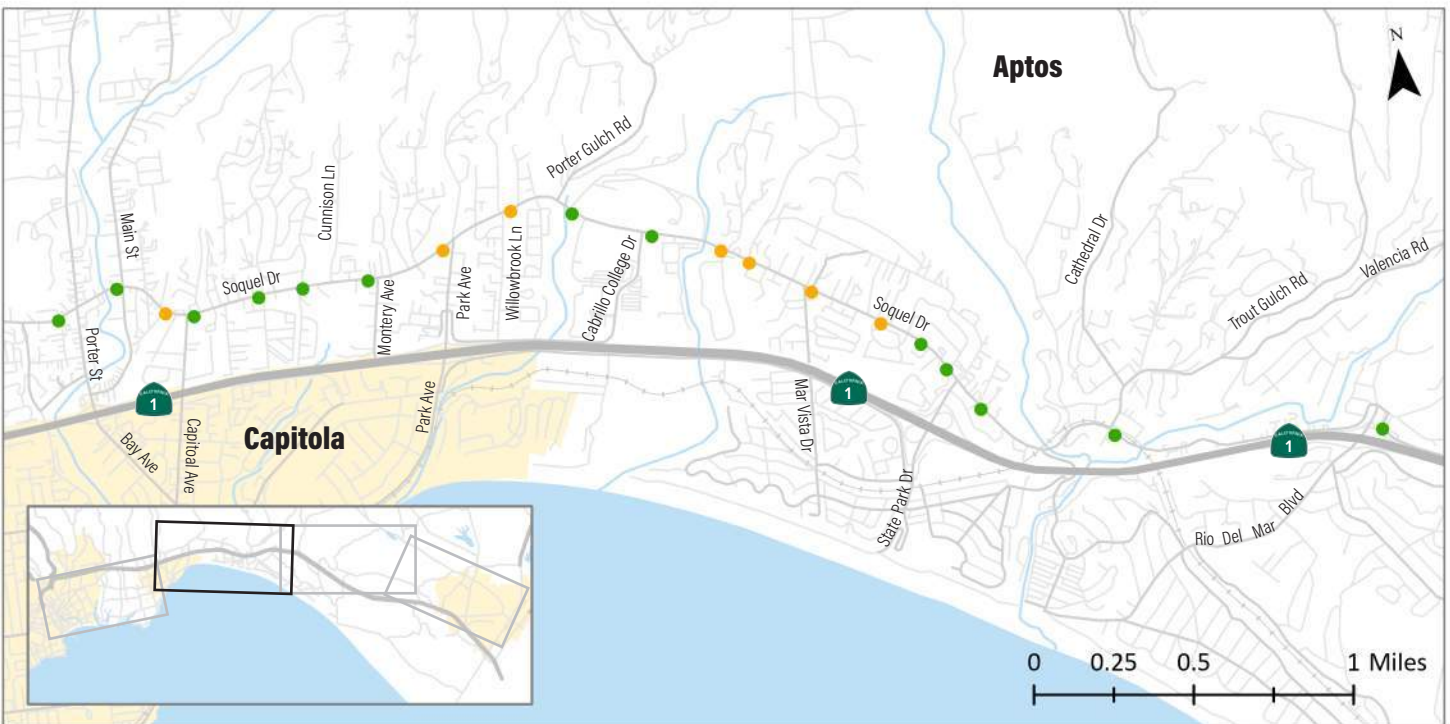 Aptos
N
Porter Gulch Rd
Main St
Cunnison Ln
Soquel Dr
Montery Ave
Park Ave
Willowbrook Ln
Cabrillo College Dr
Cathedral Dr
Valencia Rd
Trout Gulch Rd
Soquel Dr
Porter St
1
Bay Ave
Capitoal Ave
Capitola
Park Ave
Mar Vista Dr
1
State Park Dr
1
Rio Del Mar Blvd
0 0.25 0.5 1 Miles